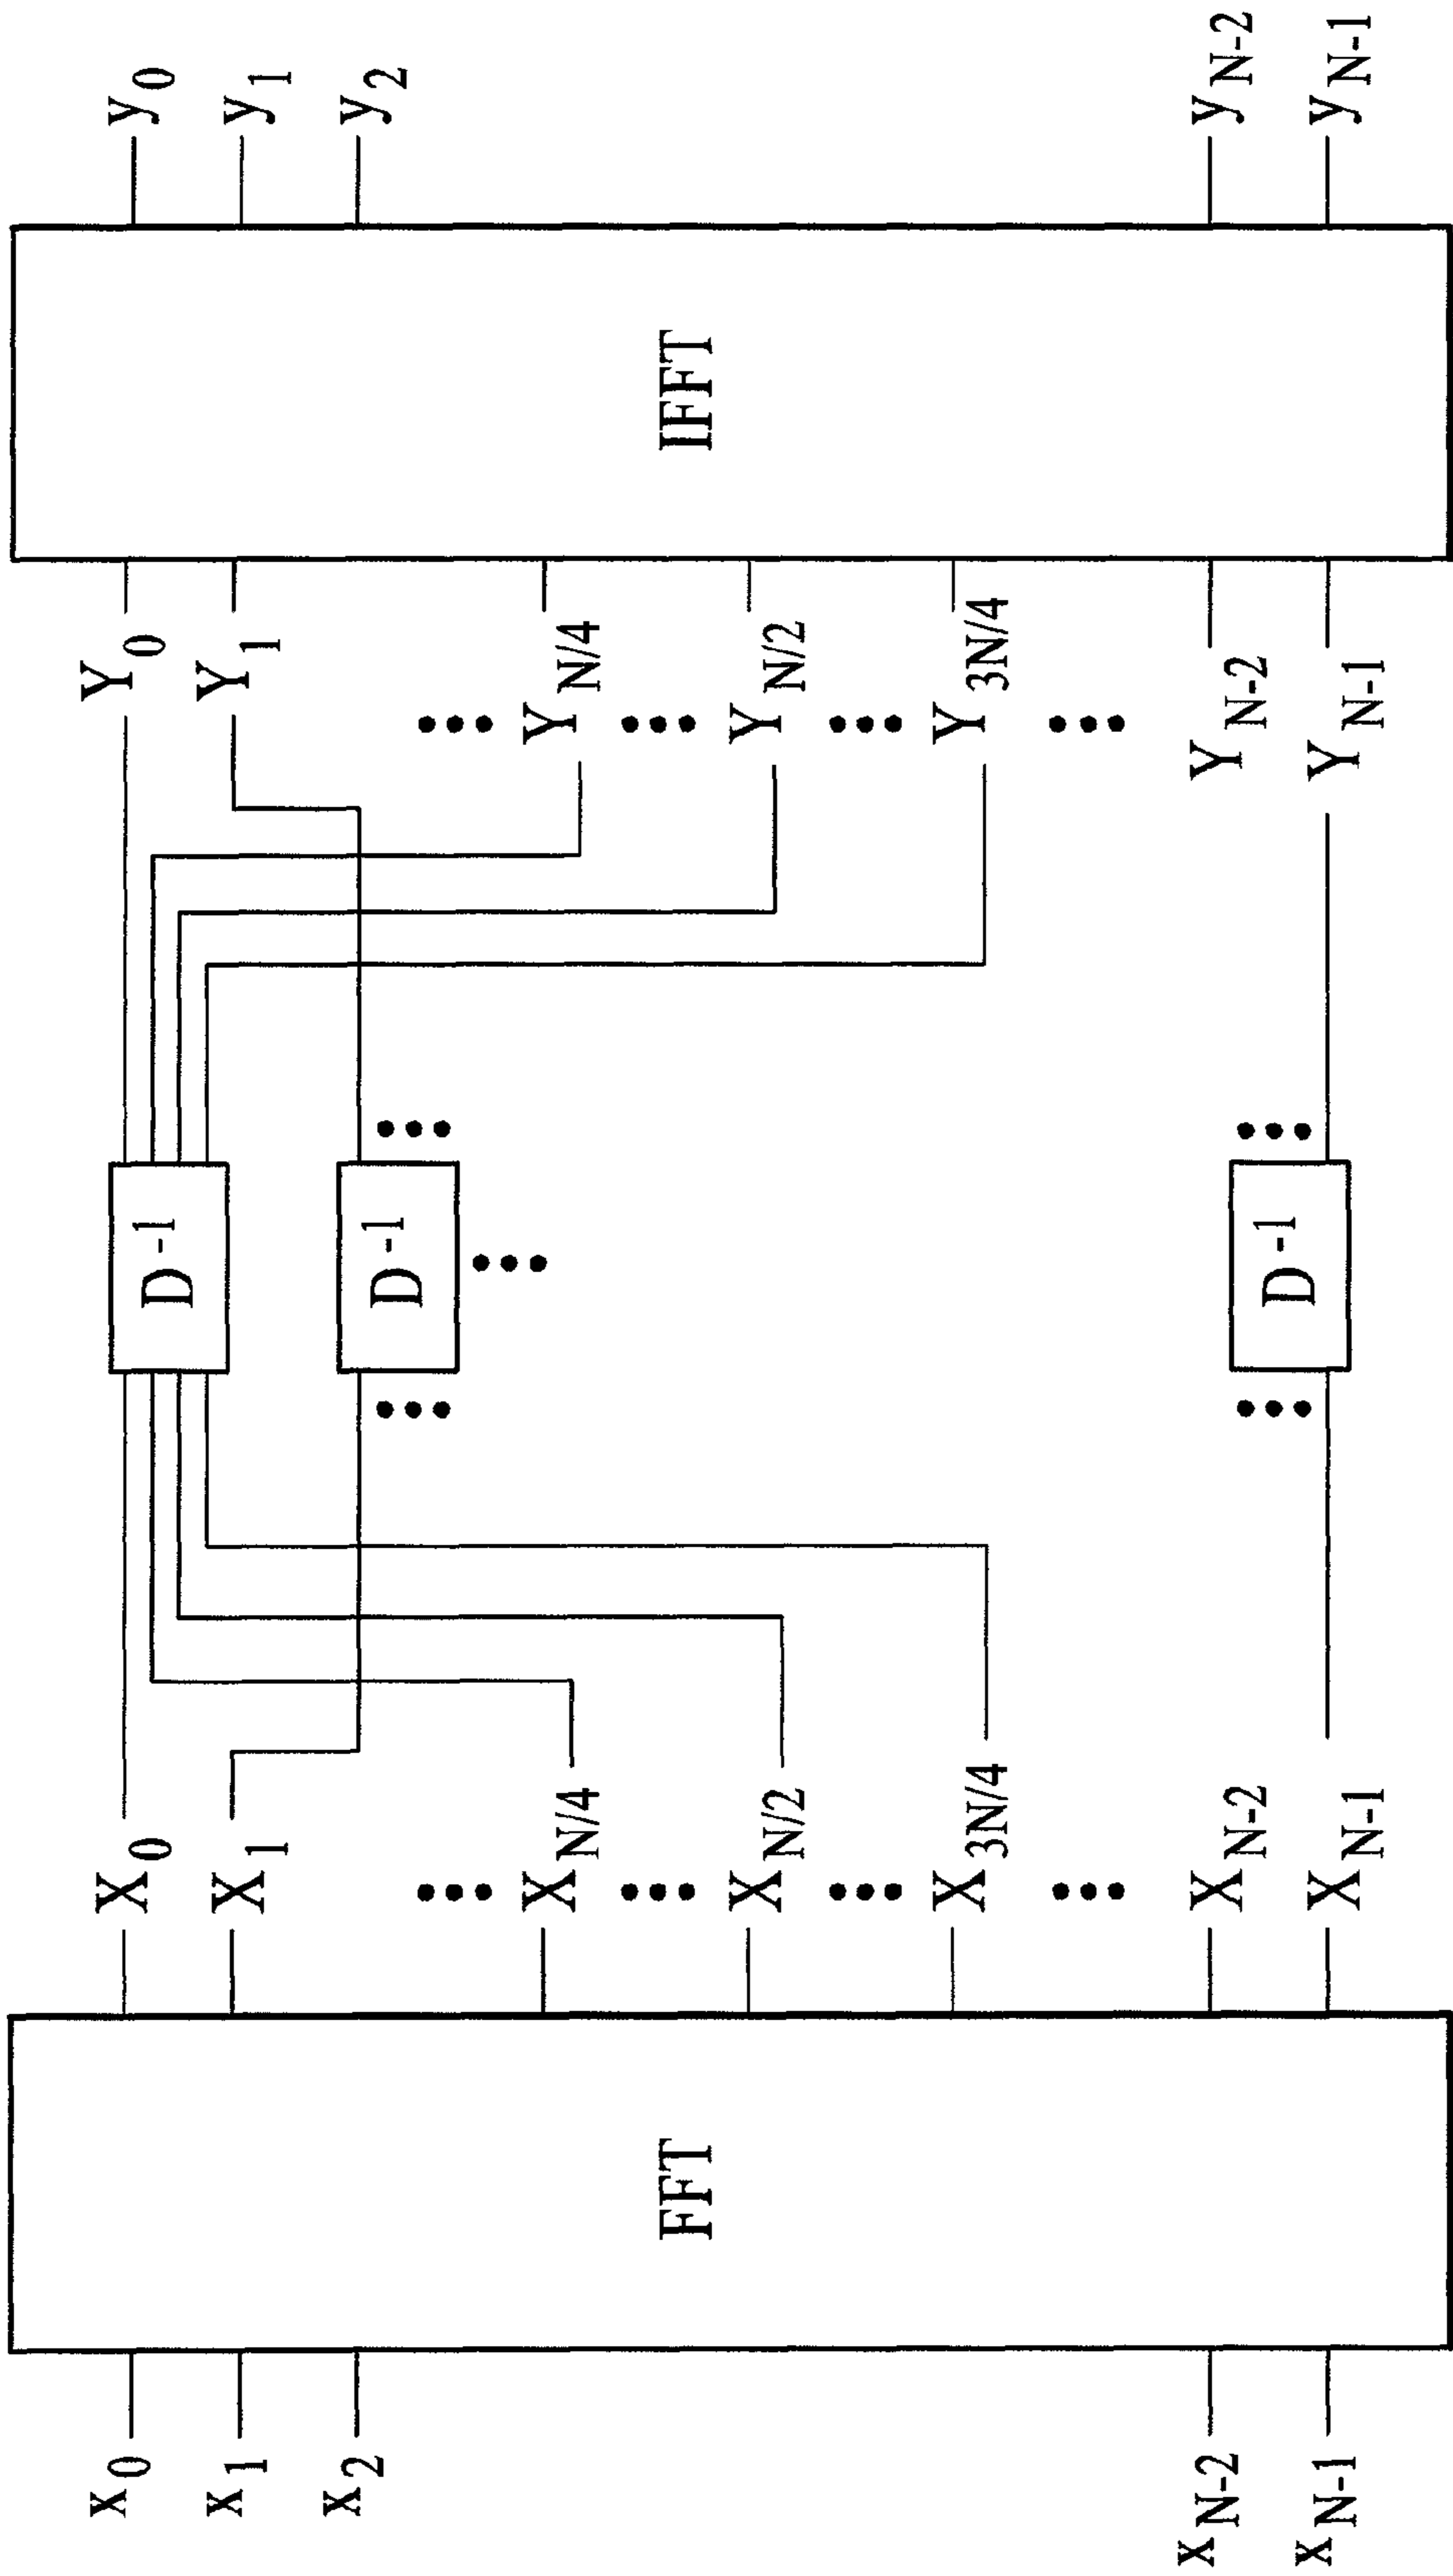 x0
x1
x2
xN-2
xN-1
FFT
X0
X1
XN/4
XN/2
X3N/4
XN-2
XN-1
D-1
D-1
D-1
Y0
Y1
YN/4
YN/2
Y3N/4
YN-2
YN-1
IFFT
y0
y1
y2
yN-2
yN-1